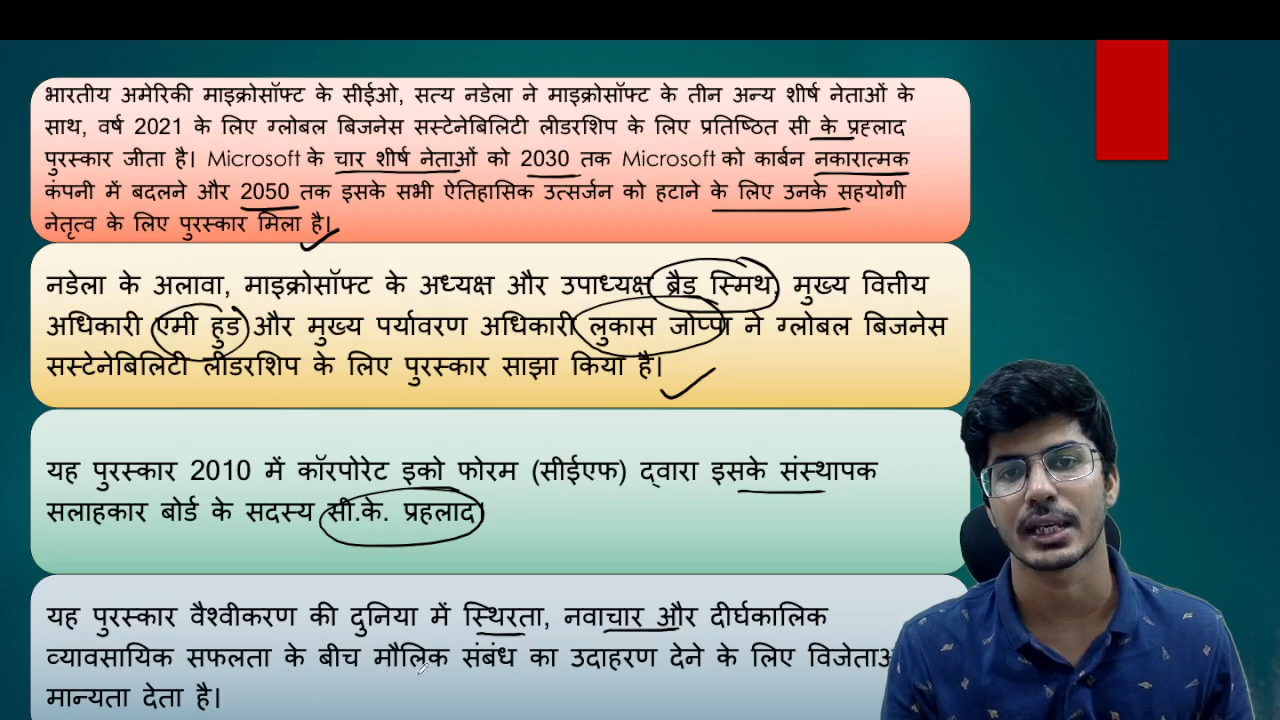 भारतीय अमेरिकी माइक्रोसॉफ्ट के सीईओ, सत्य नडेला ने माइक्रोसॉफ्ट के तीन अन्य शीर्ष नेताओं के
साथ, वर्ष 2021 के लिए ग्लोबल बिजनेस सस्टेनेबिलिटी लीडरशिप के लिए प्रतिष्ठित सी के प्रह्लाद
पुरस्कार जीता है। Microsoft के चार शीर्ष नेताओं को 2030 तक Microsoft को कार्बन नकारात्मक
कंपनी में बदलने और 2050 तक इसके सभी ऐतिहासिक उत्सर्जन को हटाने के लिए उनके सहयोगी
नेतृत्व के लिए पुरस्कार मिला है।
नडेला के अलावा, माइक्रोसॉफ्ट के अध्यक्ष और उपाध्यक्ष ब्रैड स्मिथ, मुख्य वित्तीय
अधिकारी एमी हुड और मुख्य पर्यावरण अधिकारी लुकास जोप्पा ने ग्लोबल बिजनेस
सस्टेनेबिलिटी लीडरशिप के लिए पुरस्कार साझा किया है।
यह पुरस्कार 2010 में कॉरपोरेट इको फोरम (सीईएफ) द्वारा इसके संस्थापक
सलाहकार बोर्ड के सदस्य सी.के. प्रहलाद।
यह पुरस्कार वैश्वीकरण की दुनिया में स्थिरता, नवाचार और दीर्घकालिक
व्यावसायिक सफलता के बीच मौलिक संबंध का उदाहरण देने के लिए
मान्यता देता है।